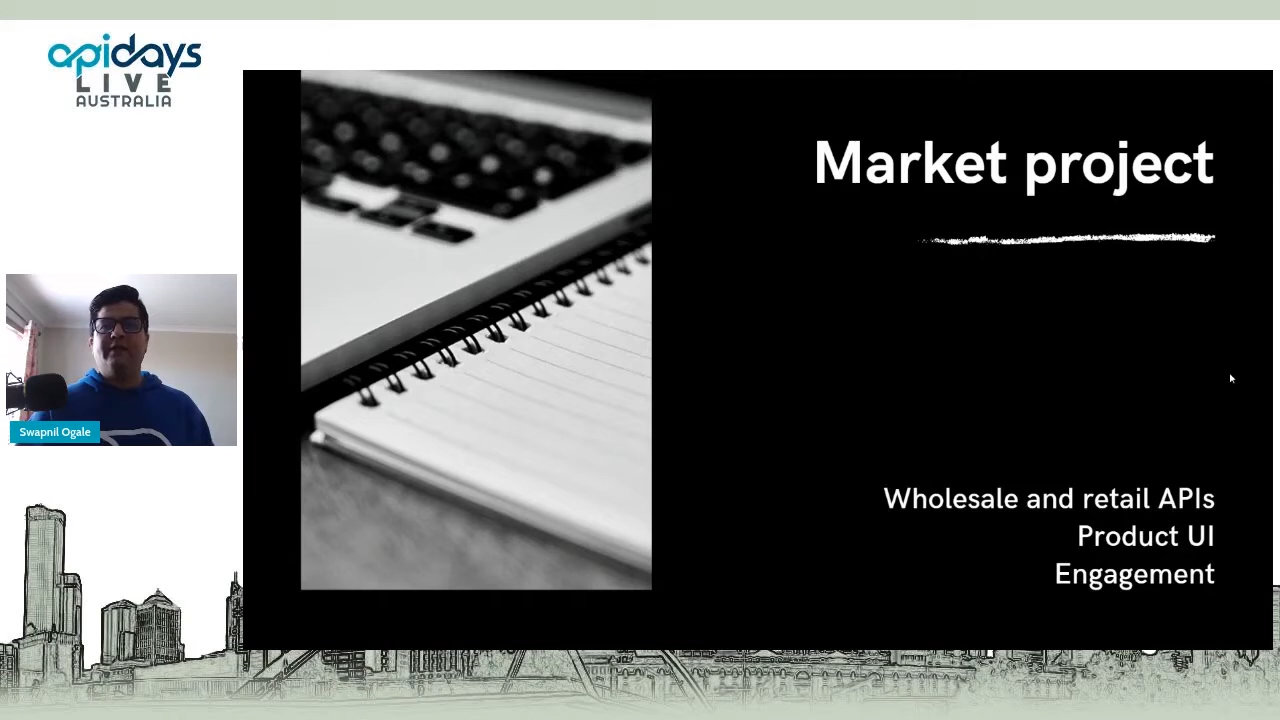 apidays
LIVE
AUSTRALIA
Market project
Swapnil Ogale
Wholesale and retail APIs
Product UI
Engagement